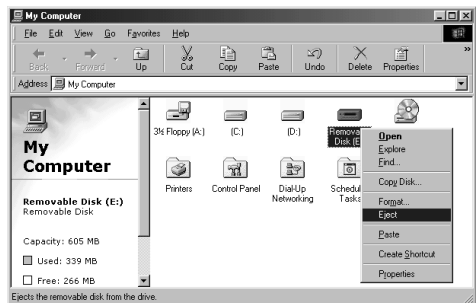 My Computer
File Edit View Go Favorites Help
Back Forward Up Cut Copy Paste Undo Delete Properties »
Address My Computer
My
Computer
Removable Disk (E:)
Removable Disk
Capacity: 605 MB
Used: 339 MB
Free: 266 MB
3½ Floppy (A:) (C:) (D:) Remova
Disk (E
Printers Control Panel Dial-Up
Networking Schedul
Tasks
Open
Explore
Find...
Copy Disk...
Format...
Eject
Paste
Create Shortcut
Properties
Ejects the removable disk from the drive.